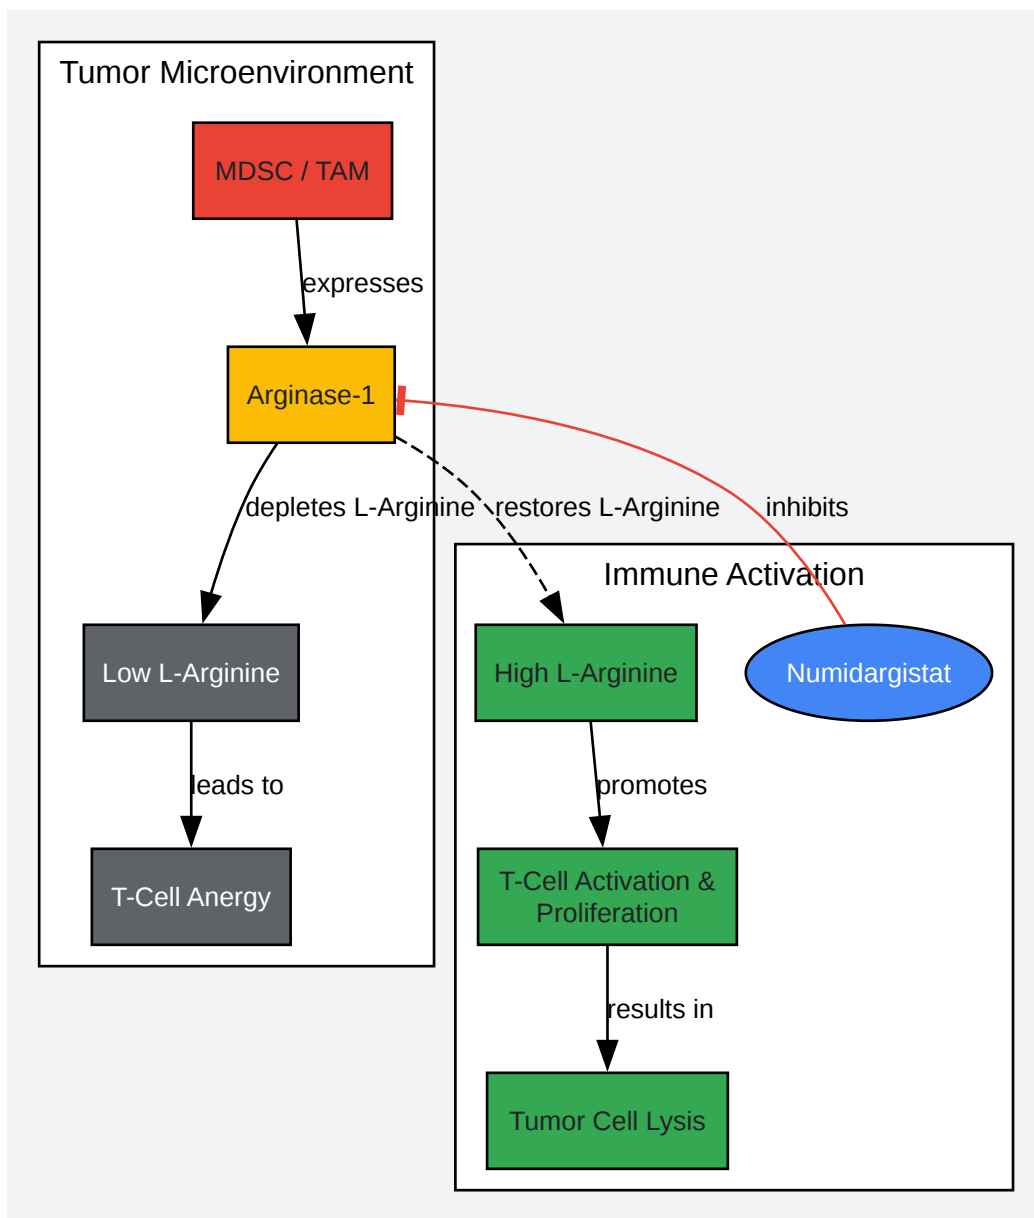 Tumor Microenvironment
MDSC / TAM
expresses
Arginase-1
depletes L-Arginine
restores L-Arginine
inhibits
Immune Activation
Low L-Arginine
High L-Arginine
Numidargistat
leads to
promotes
T-Cell Anergy
T-Cell Activation &
Proliferation
results in
Tumor Cell Lysis